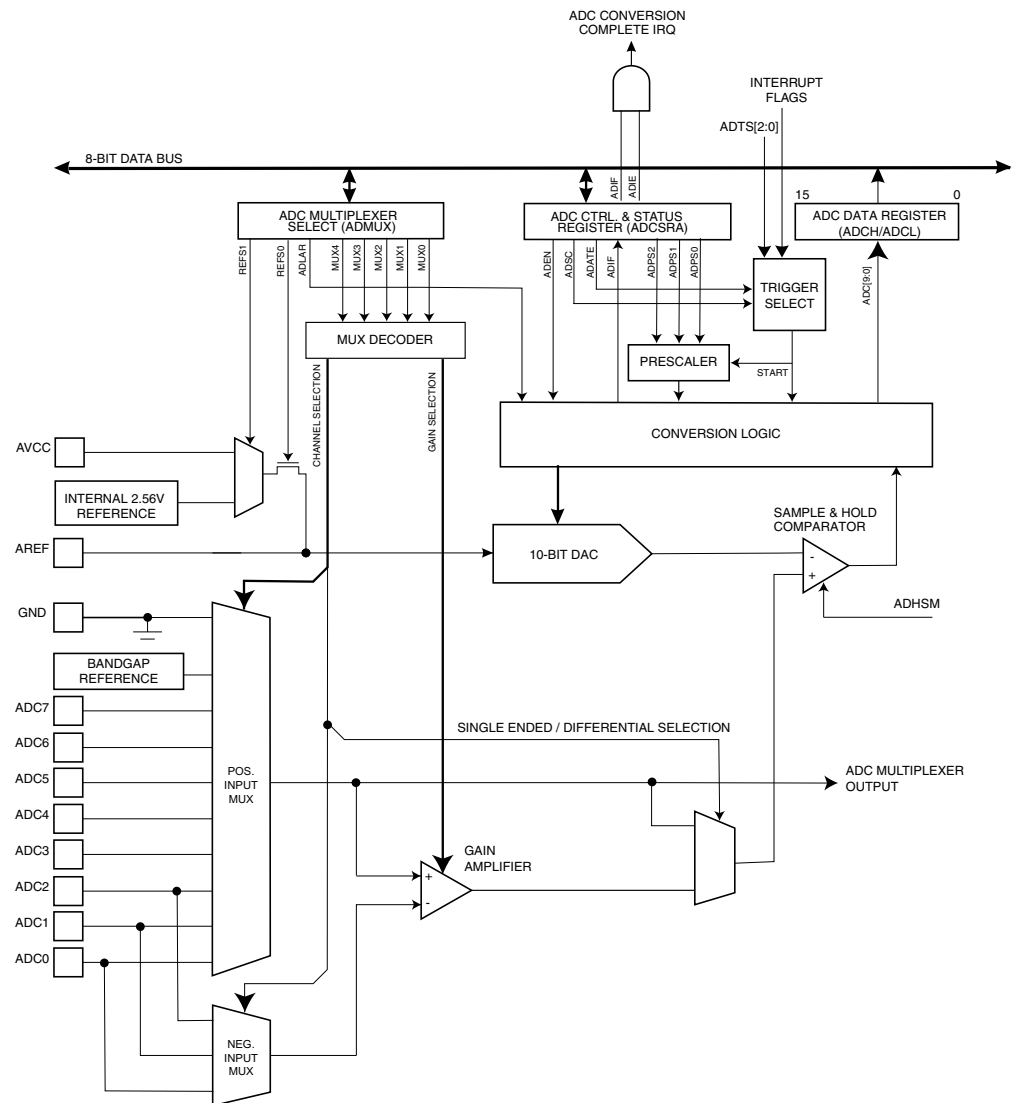 ADC CONVERSION
COMPLETE IRQ
INTERRUPT
FLAGS
ADTS[2:0]
8-BIT DATA BUS
ADIF
ADIE
15
0
ADC MULTIPLEXER
SELECT (ADMUX)
ADC CTRL. & STATUS
REGISTER (ADCSRA)
ADC DATA REGISTER
(ADCH/ADCL)
REFS1
REFS0
ADLAR
MUX4
MUX3
MUX2
MUX1
MUX0
ADEN
ADSC
ADATE
ADIF
ADPS2
ADPS1
ADPS0
ADC[9:0]
TRIGGER
SELECT
MUX DECODER
PRESCALER
START
CHANNEL SELECTION
GAIN SELECTION
CONVERSION LOGIC
AVCC
INTERNAL 2.56V
REFERENCE
SAMPLE & HOLD
COMPARATOR
AREF
10-BIT DAC
-
+
GND
ADHSM
BANDGAP
REFERENCE
ADC7
SINGLE ENDED / DIFFERENTIAL SELECTION
ADC6
ADC5
POS.
INPUT
MUX
ADC MULTIPLEXER
OUTPUT
ADC4
ADC3
GAIN
AMPLIFIER
+
-
ADC2
ADC1
ADC0
NEG.
INPUT
MUX